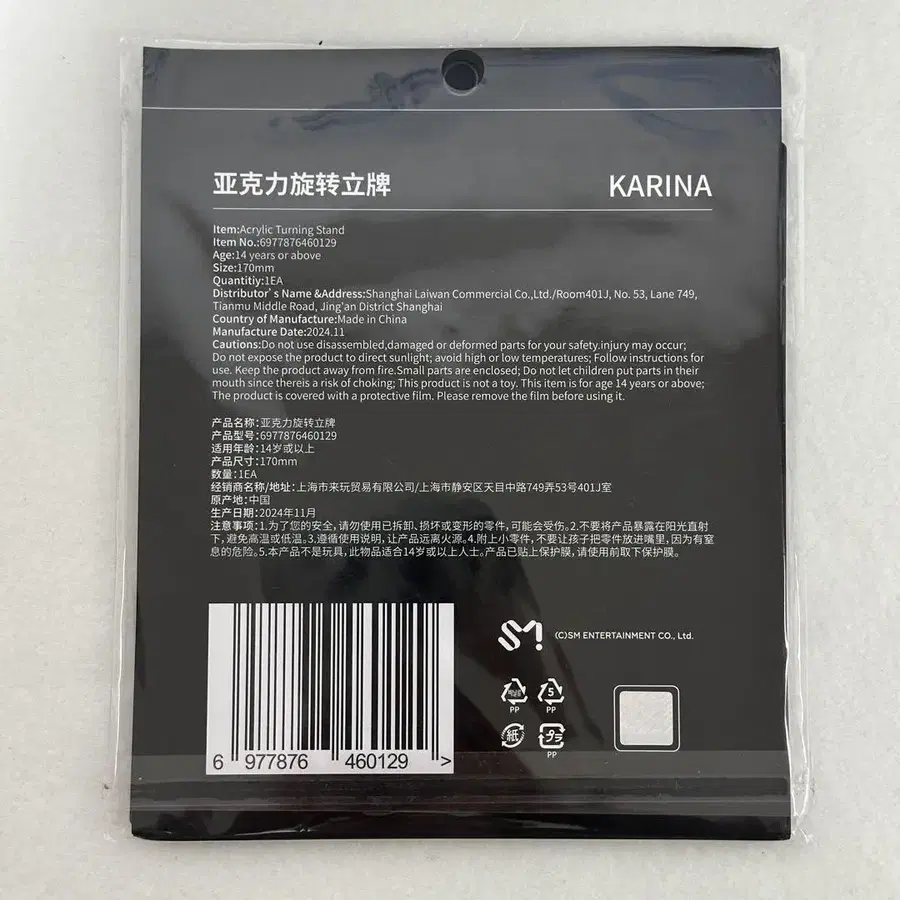 亚克力旋转立牌
KARINA
Item:Acrylic Turning Stand
Item No.:6977876460129
Age:14 years or above
Size:170mm
Quantitiy:1EA
Distributor's Name &Address:Shanghai Laiwan Commercial Co.,Ltd./Room401J, No. 53, Lane 749,
Tianmu Middle Road, Jing'an District Shanghai
Country of Manufacture:Made in China
Manufacture Date:2024.11
Cautions:Do not use disassembled,damaged or deformed parts for your safety.injury may occur;
Do not expose the product to direct sunlight; avoid high or low temperatures; Follow instructions for
use. Keep the product away from fire.Small parts are enclosed; Do not let children put parts in their
mouth since thereis a risk of choking; This product is not a toy. This item is for age 14 years or above;
The product is covered with a protective film. Please remove the film before using it.
产品名称:亚克力旋转立牌
产品型号:6977876460129
适用年龄:14岁或以上
产品尺寸:170mm
数量:1EA
经销商名称/地址:上海市来玩贸易有限公司/上海市静安区天目中路749弄53号401J室
原产地:中国
生产日期:2024年11月
注意事项:1.为了您的安全,请勿使用已拆卸、损坏或变形的零件,可能会受伤。2.不要将产品暴露在阳光直射
下,避免高温或低温。3.遵循使用说明,让产品远离火源。4.附上小零件,不要让孩子把零件放进嘴里,因为有窒
息的危险。5.本产品不是玩具,此物品适合14岁或以上人士。产品已贴上保护膜,请使用前取下保护膜。
SM (C)SM ENTERTAINMENT CO., Ltd.
5
PP PP
紙 プラ
PP
6 977876 460129 >